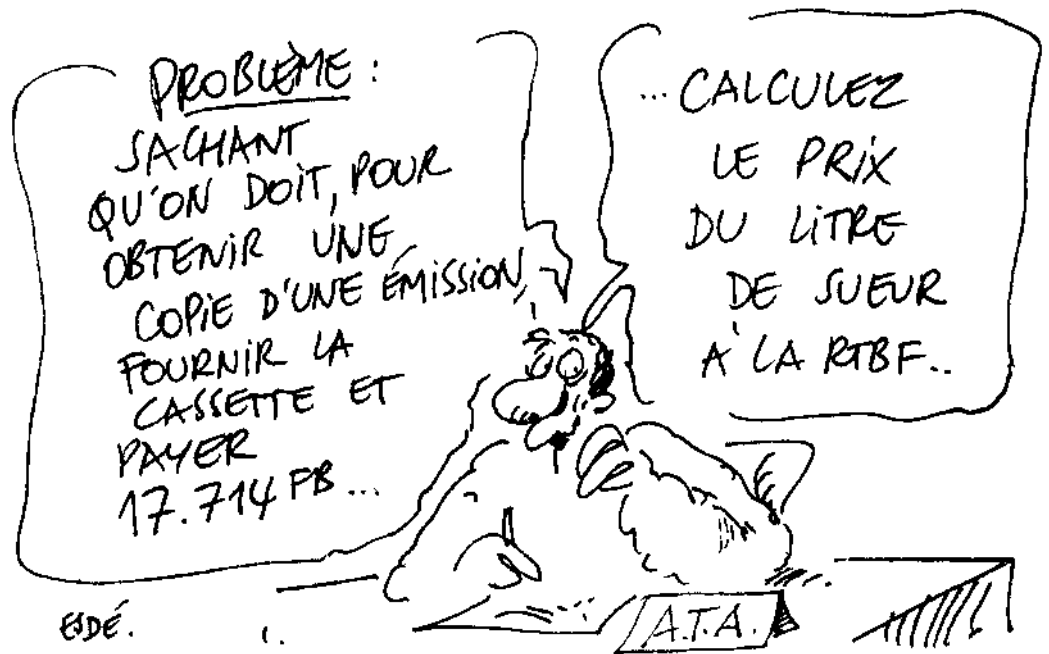 PROBLÈME :
SACHANT
QU'ON DOIT, POUR
OBTENIR UNE
COPIE D'UNE ÉMISSION,
FOURNIR LA
CASSETTE ET
PAYER
17.714 FB...
...CALCULEZ
LE PRIX
DU LITRE
DE SUEUR
À LA RTBF..
A.T.A.